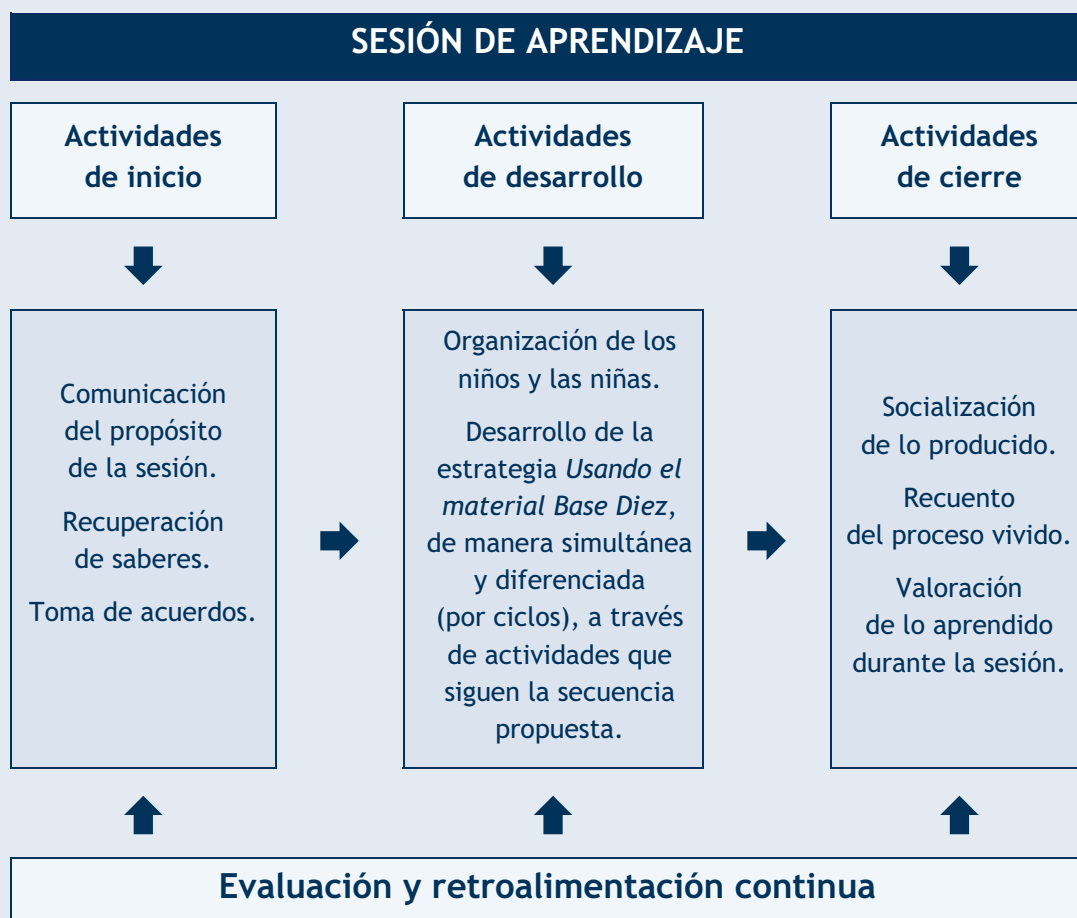 SESIÓN DE APRENDIZAJE
Actividades
de inicio
Actividades
de desarrollo
Actividades
de cierre
Comunicación
del propósito
de la sesión.
Recuperación
de saberes.
Toma de acuerdos.
Organización de los
niños y las niñas.
Desarrollo de la
estrategia Usando el
material Base Diez,
de manera simultánea
y diferenciada
(por ciclos), a través
de actividades que
siguen la secuencia
propuesta.
Socialización
de lo producido.
Recuento
del proceso vivido.
Valoración
de lo aprendido
durante la sesión.
Evaluación y retroalimentación continua